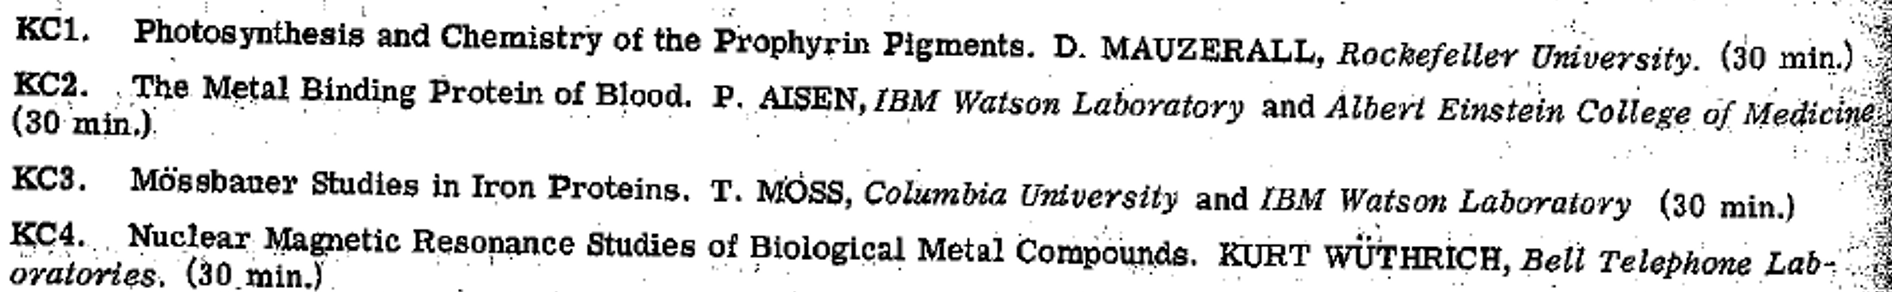 KC1. Photosynthesis and Chemistry of the Prophyrin Pigments. D. MAUZERALL, Rockefeller University. (30 min.)
KC2. The Metal Binding Protein of Blood. P. AISEN, IBM Watson Laboratory and Albert Einstein College of Medicine.
(30 min.)
KC3. Mössbauer Studies in Iron Proteins. T. MOSS, Columbia University and IBM Watson Laboratory (30 min.)
KC4. Nuclear Magnetic Resonance Studies of Biological Metal Compounds. KURT WÜTHRICH, Bell Telephone Lab-
oratories. (30 min.)